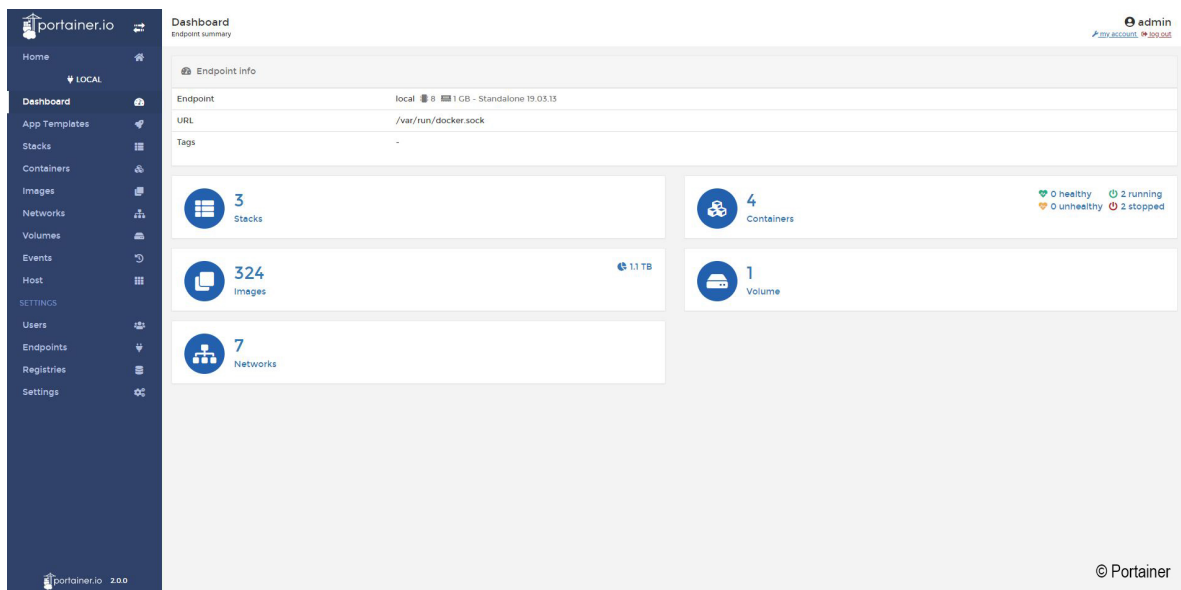 portainer.io
Home
LOCAL
Dashboard
App Templates
Stacks
Containers
Images
Networks
Volumes
Events
Host
SETTINGS
Users
Endpoints
Registries
Settings
portainer.io 2.0.0
Dashboard
Endpoint summary
admin
my account log out
Endpoint info
Endpoint local 8 1 GB - Standalone 19.03.13
URL /var/run/docker.sock
Tags -
3
Stacks
4
Containers
0 healthy 2 running
0 unhealthy 2 stopped
324
Images
1.1 TB
1
Volume
7
Networks
© Portainer